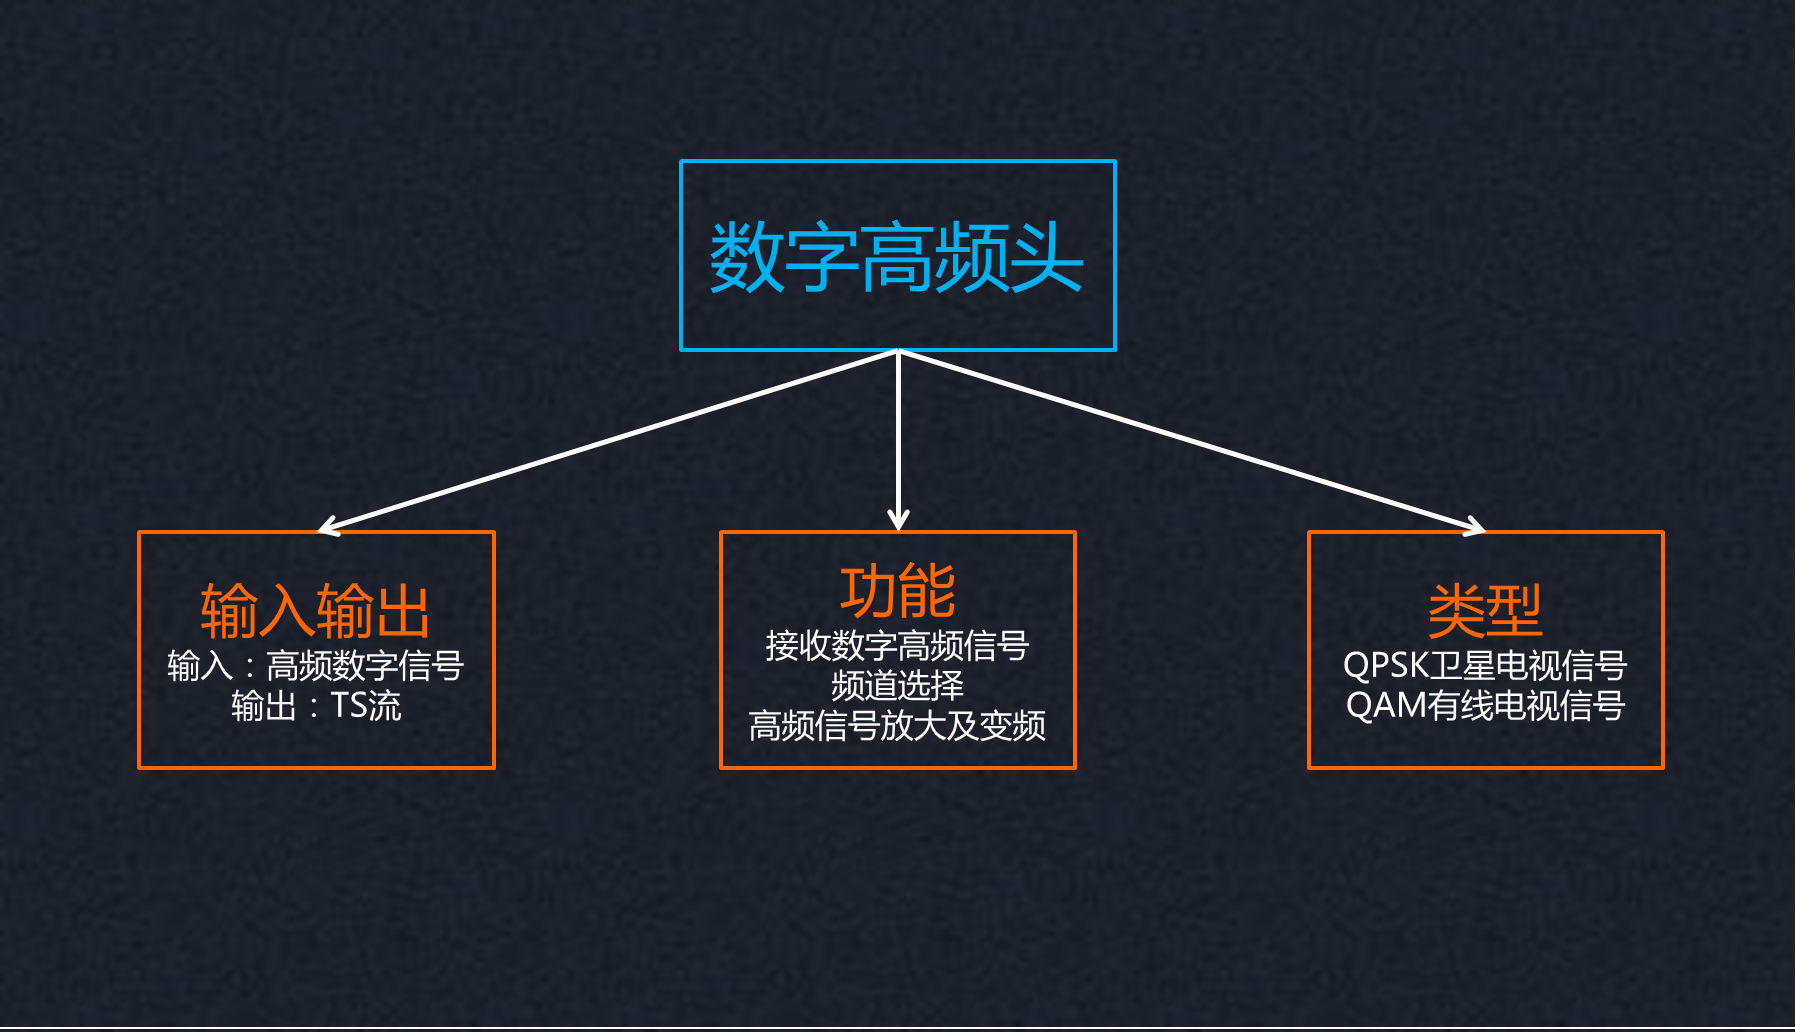 数字高频头
输入输出
输入：高频数字信号
输出：TS流
功能
接收数字高频信号
频道选择
高频信号放大及变频
类型
QPSK卫星电视信号
QAM有线电视信号